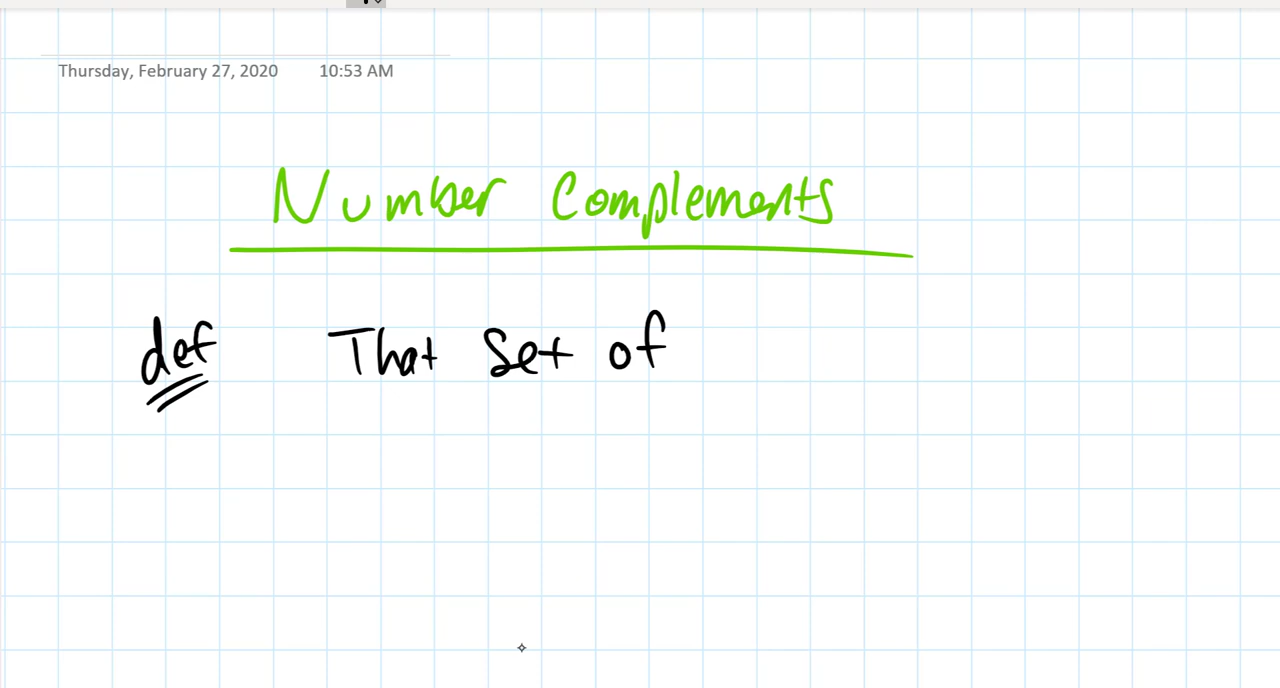 Thursday, February 27, 2020 10:53 AM
Number Complements
def That Set of